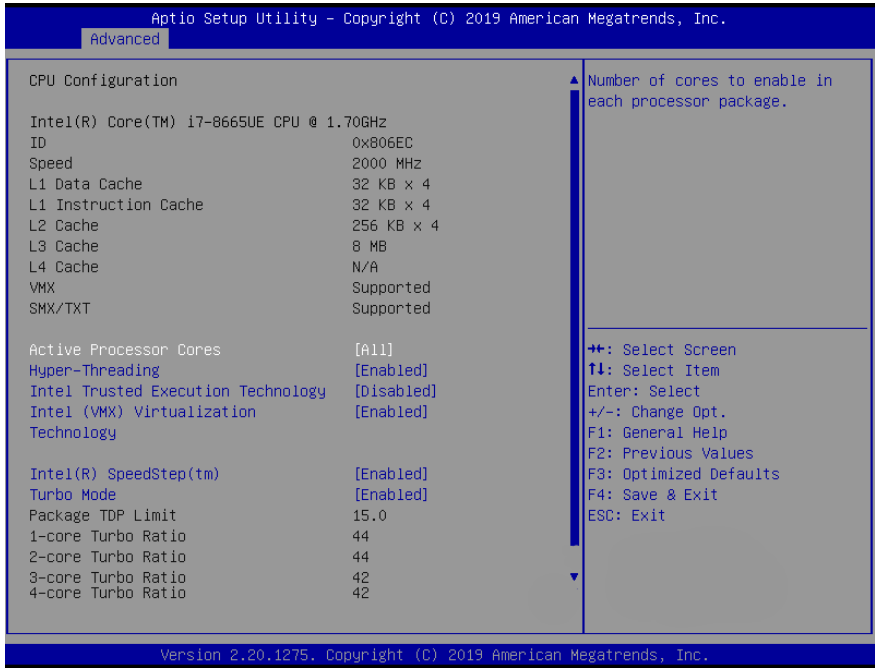 Aptio Setup Utility – Copyright (C) 2019 American Megatrends, Inc.
Advanced
CPU Configuration
Intel(R) Core(TM) i7-8665UE CPU @ 1.70GHz
ID 0x806EC
Speed 2000 MHz
L1 Data Cache 32 KB x 4
L1 Instruction Cache 32 KB x 4
L2 Cache 256 KB x 4
L3 Cache 8 MB
L4 Cache N/A
VMX Supported
SMX/TXT Supported
Active Processor Cores [All]
Hyper-Threading [Enabled]
Intel Trusted Execution Technology [Disabled]
Intel (VMX) Virtualization [Enabled]
Technology
Intel(R) SpeedStep(tm) [Enabled]
Turbo Mode [Enabled]
Package TDP Limit 15.0
1-core Turbo Ratio 44
2-core Turbo Ratio 44
3-core Turbo Ratio 42
4-core Turbo Ratio 42
Number of cores to enable in
each processor package.
→←: Select Screen
↑↓: Select Item
Enter: Select
+/-: Change Opt.
F1: General Help
F2: Previous Values
F3: Optimized Defaults
F4: Save & Exit
ESC: Exit
Version 2.20.1275. Copyright (C) 2019 American Megatrends, Inc.